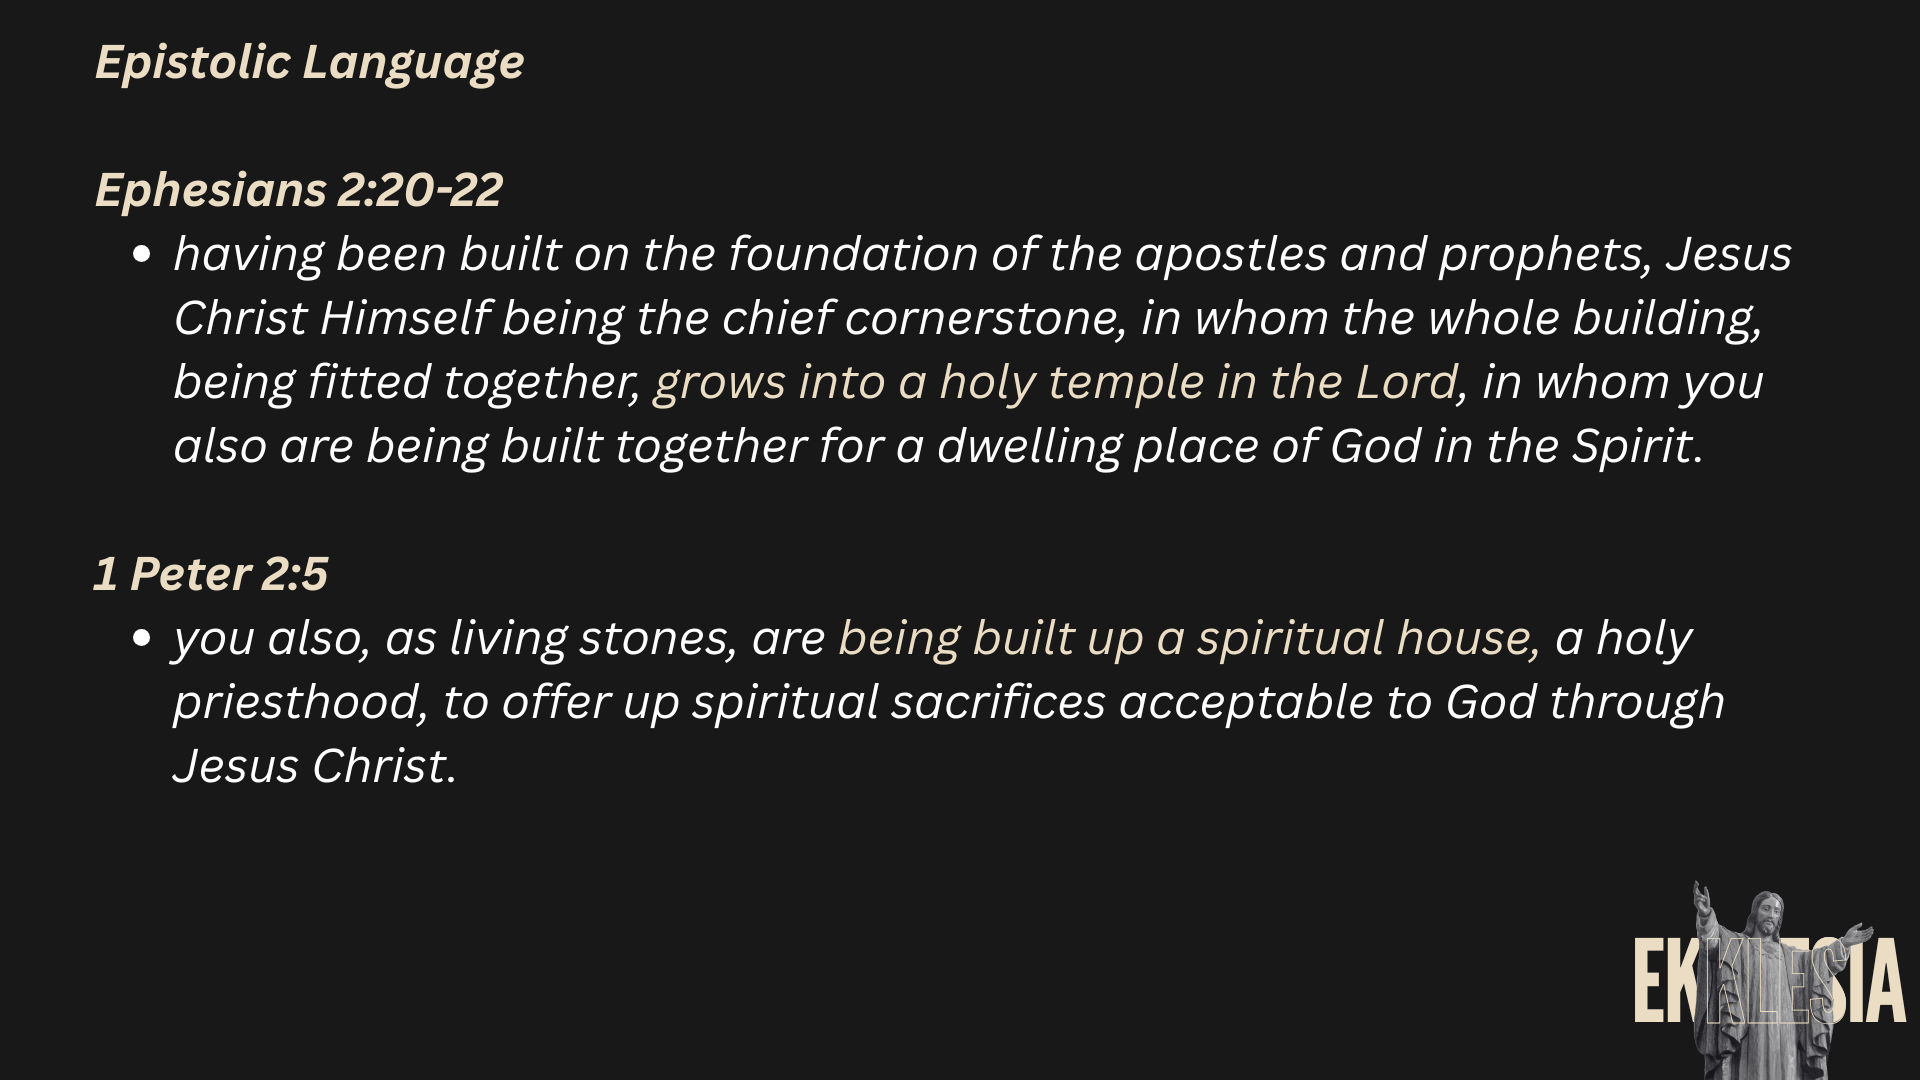 Epistolic Language
Ephesians 2:20-22
• having been built on the foundation of the apostles and prophets, Jesus
Christ Himself being the chief cornerstone, in whom the whole building,
being fitted together, grows into a holy temple in the Lord, in whom you
also are being built together for a dwelling place of God in the Spirit.
1 Peter 2:5
• you also, as living stones, are being built up a spiritual house, a holy
priesthood, to offer up spiritual sacrifices acceptable to God through
Jesus Christ.
EKKLESIA